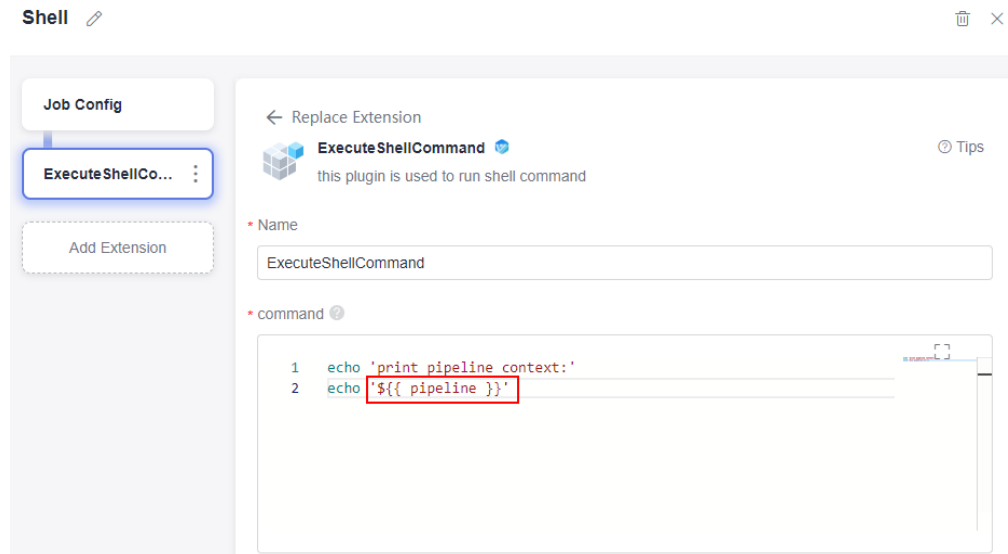 Shell
Job Config
ExecuteShellCo...
Add Extension
Replace Extension
ExecuteShellCommand
Tips
this plugin is used to run shell command
* Name
ExecuteShellCommand
* command
1 echo 'print pipeline context:'
2 echo '${{ pipeline }}'